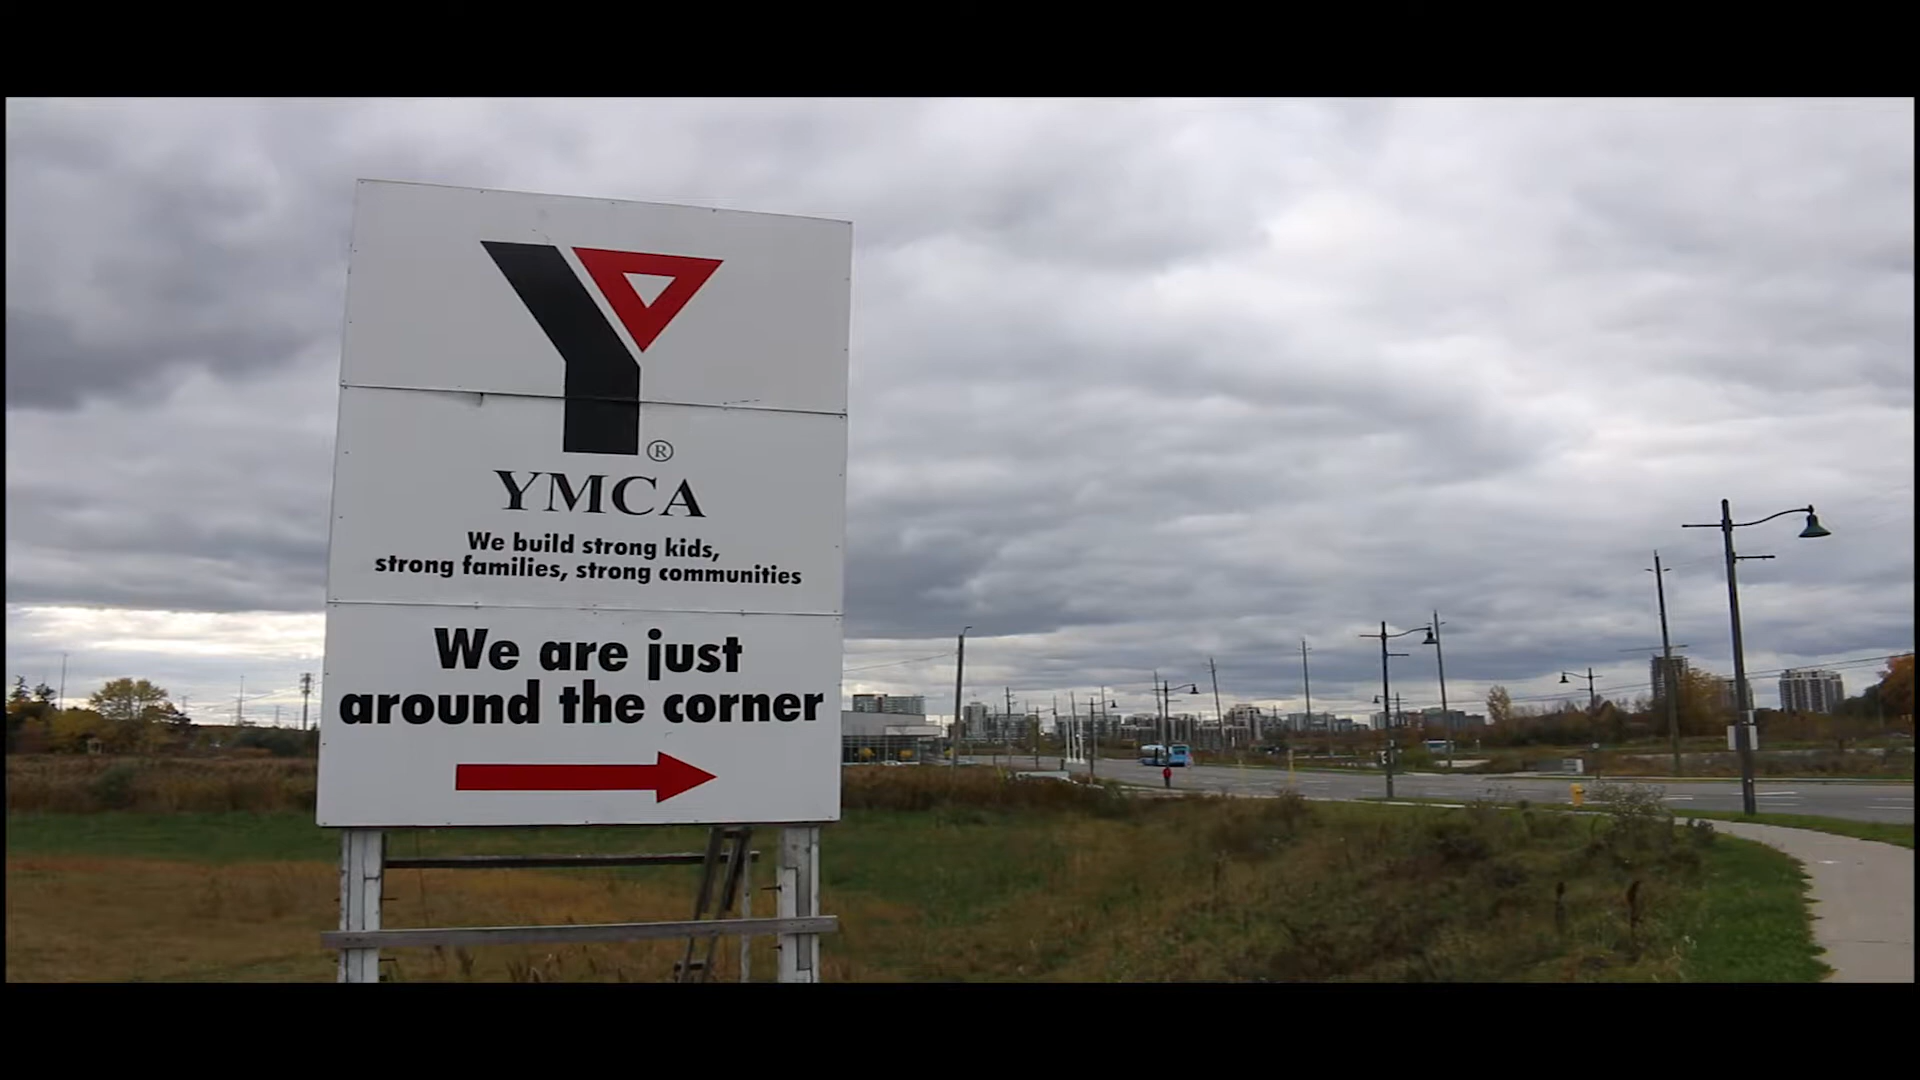 ®
YMCA
We build strong kids,
strong families, strong communities
We are just
around the corner